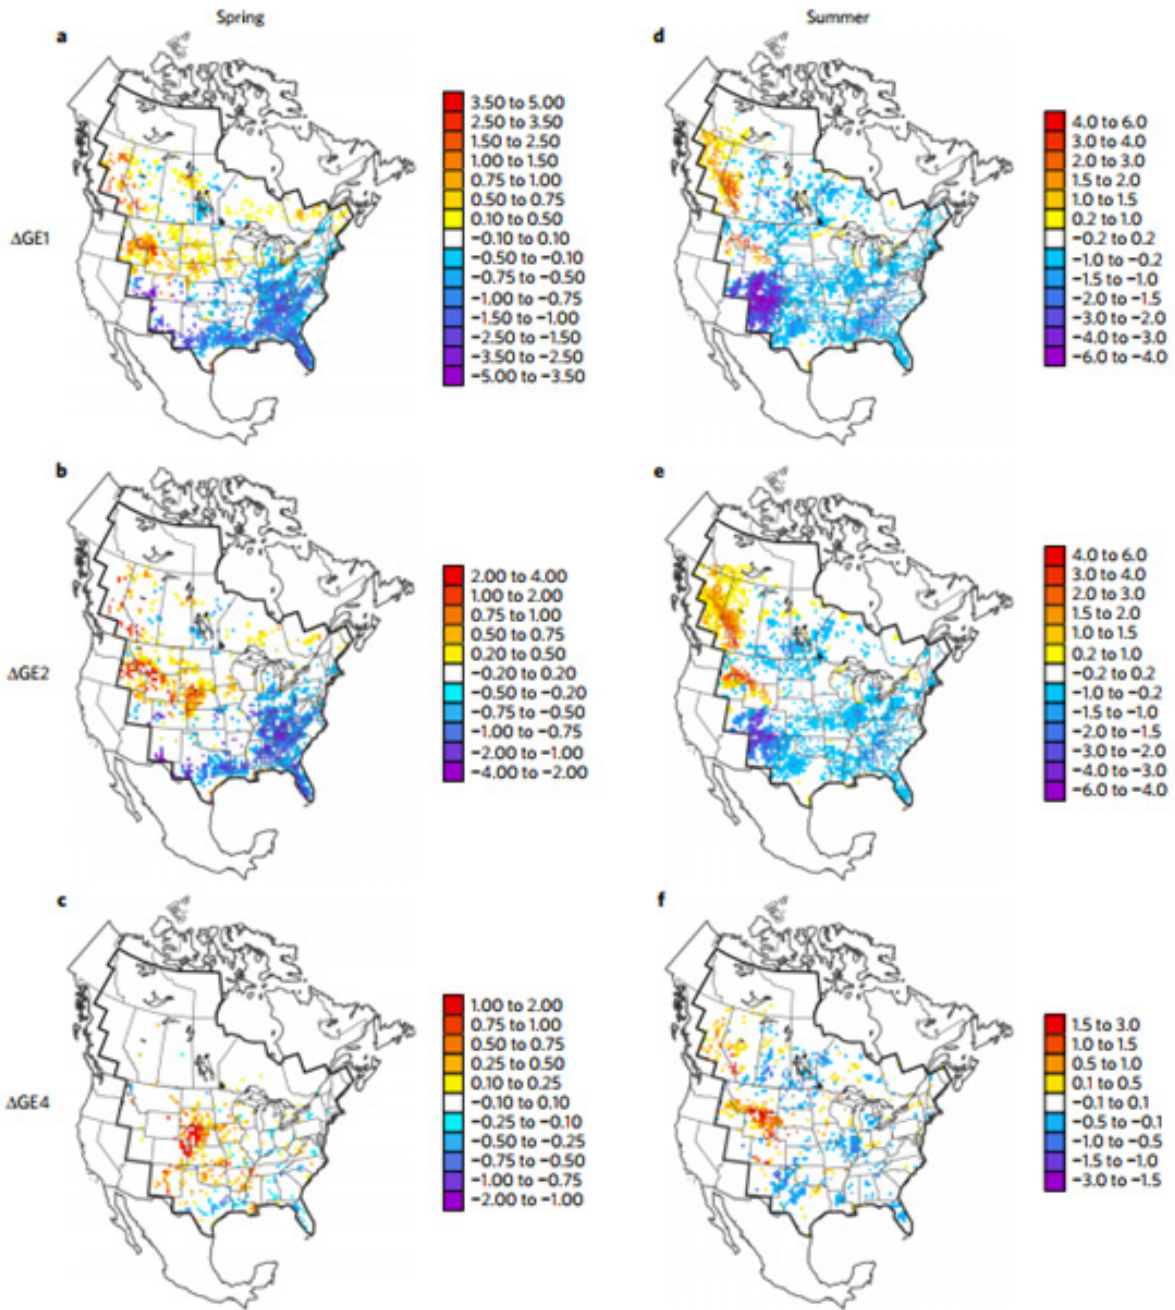 Spring
Summer
a
d
3.50 to 5.00
2.50 to 3.50
1.50 to 2.50
1.00 to 1.50
0.75 to 1.00
0.50 to 0.75
0.10 to 0.50
−0.10 to 0.10
−0.50 to −0.10
−0.75 to −0.50
−1.00 to −0.75
−1.50 to −1.00
−2.50 to −1.50
−3.50 to −2.50
−5.00 to −3.50
4.0 to 6.0
3.0 to 4.0
2.0 to 3.0
1.5 to 2.0
1.0 to 1.5
0.2 to 1.0
−0.2 to 0.2
−1.0 to −0.2
−1.5 to −1.0
−2.0 to −1.5
−3.0 to −2.0
−4.0 to −3.0
−6.0 to −4.0
ΔGE1
b
e
2.00 to 4.00
1.00 to 2.00
0.75 to 1.00
0.50 to 0.75
0.20 to 0.50
−0.20 to 0.20
−0.50 to −0.20
−0.75 to −0.50
−1.00 to −0.75
−2.00 to −1.00
−4.00 to −2.00
4.0 to 6.0
3.0 to 4.0
2.0 to 3.0
1.5 to 2.0
1.0 to 1.5
0.2 to 1.0
−0.2 to 0.2
−1.0 to −0.2
−1.5 to −1.0
−2.0 to −1.5
−3.0 to −2.0
−4.0 to −3.0
−6.0 to −4.0
ΔGE2
c
f
1.00 to 2.00
0.75 to 1.00
0.50 to 0.75
0.25 to 0.50
0.10 to 0.25
−0.10 to 0.10
−0.25 to −0.10
−0.50 to −0.25
−0.75 to −0.50
−1.00 to −0.75
−2.00 to −1.00
1.5 to 3.0
1.0 to 1.5
0.5 to 1.0
0.1 to 0.5
−0.1 to 0.1
−0.5 to −0.1
−1.0 to −0.5
−1.5 to −1.0
−3.0 to −1.5
ΔGE4